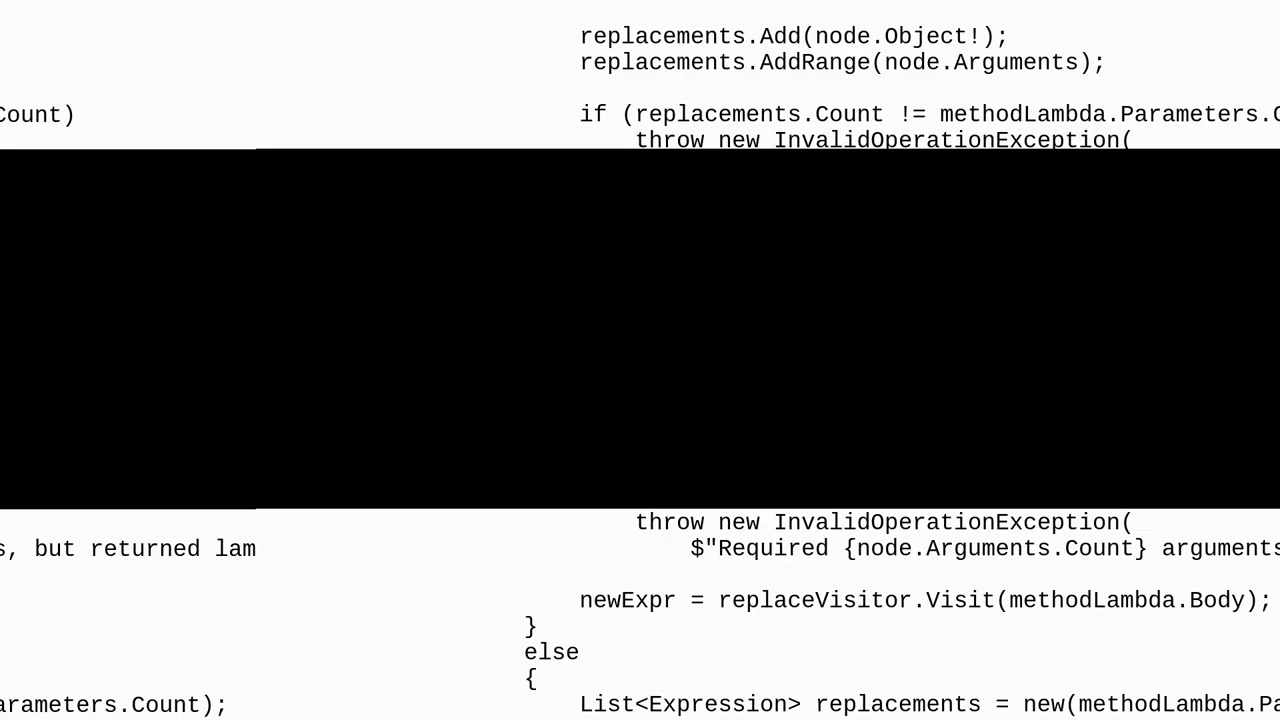 replacements.Add(node.Object!);
replacements.AddRange(node.Arguments);
Count)
if (replacements.Count != methodLambda.Parameters.C
throw new InvalidOperationException(
throw new InvalidOperationException(
s, but returned lam
$"Required {node.Arguments.Count} arguments
newExpr = replaceVisitor.Visit(methodLambda.Body);
}
else
{
arameters.Count);
List<Expression> replacements = new(methodLambda.Pa